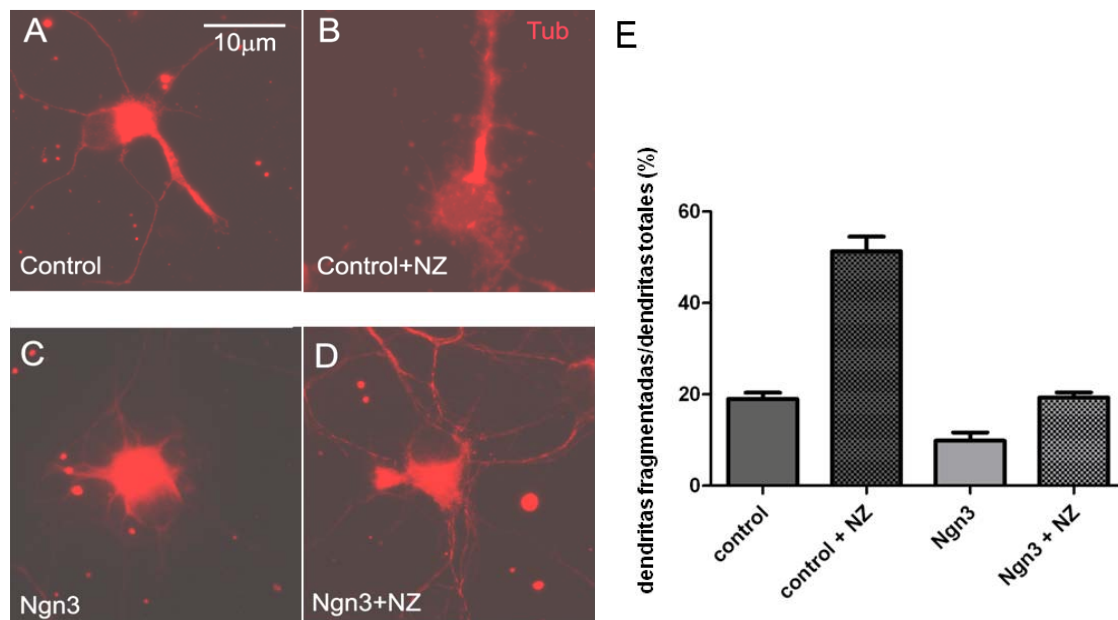 A
10μm
Control
B
Tub
Control+NZ
C
Ngn3
D
Ngn3+NZ
E
dendritas fragmentadas/dendritas totales (%)
60
40
20
0
control
control + NZ
Ngn3
Ngn3 + NZ